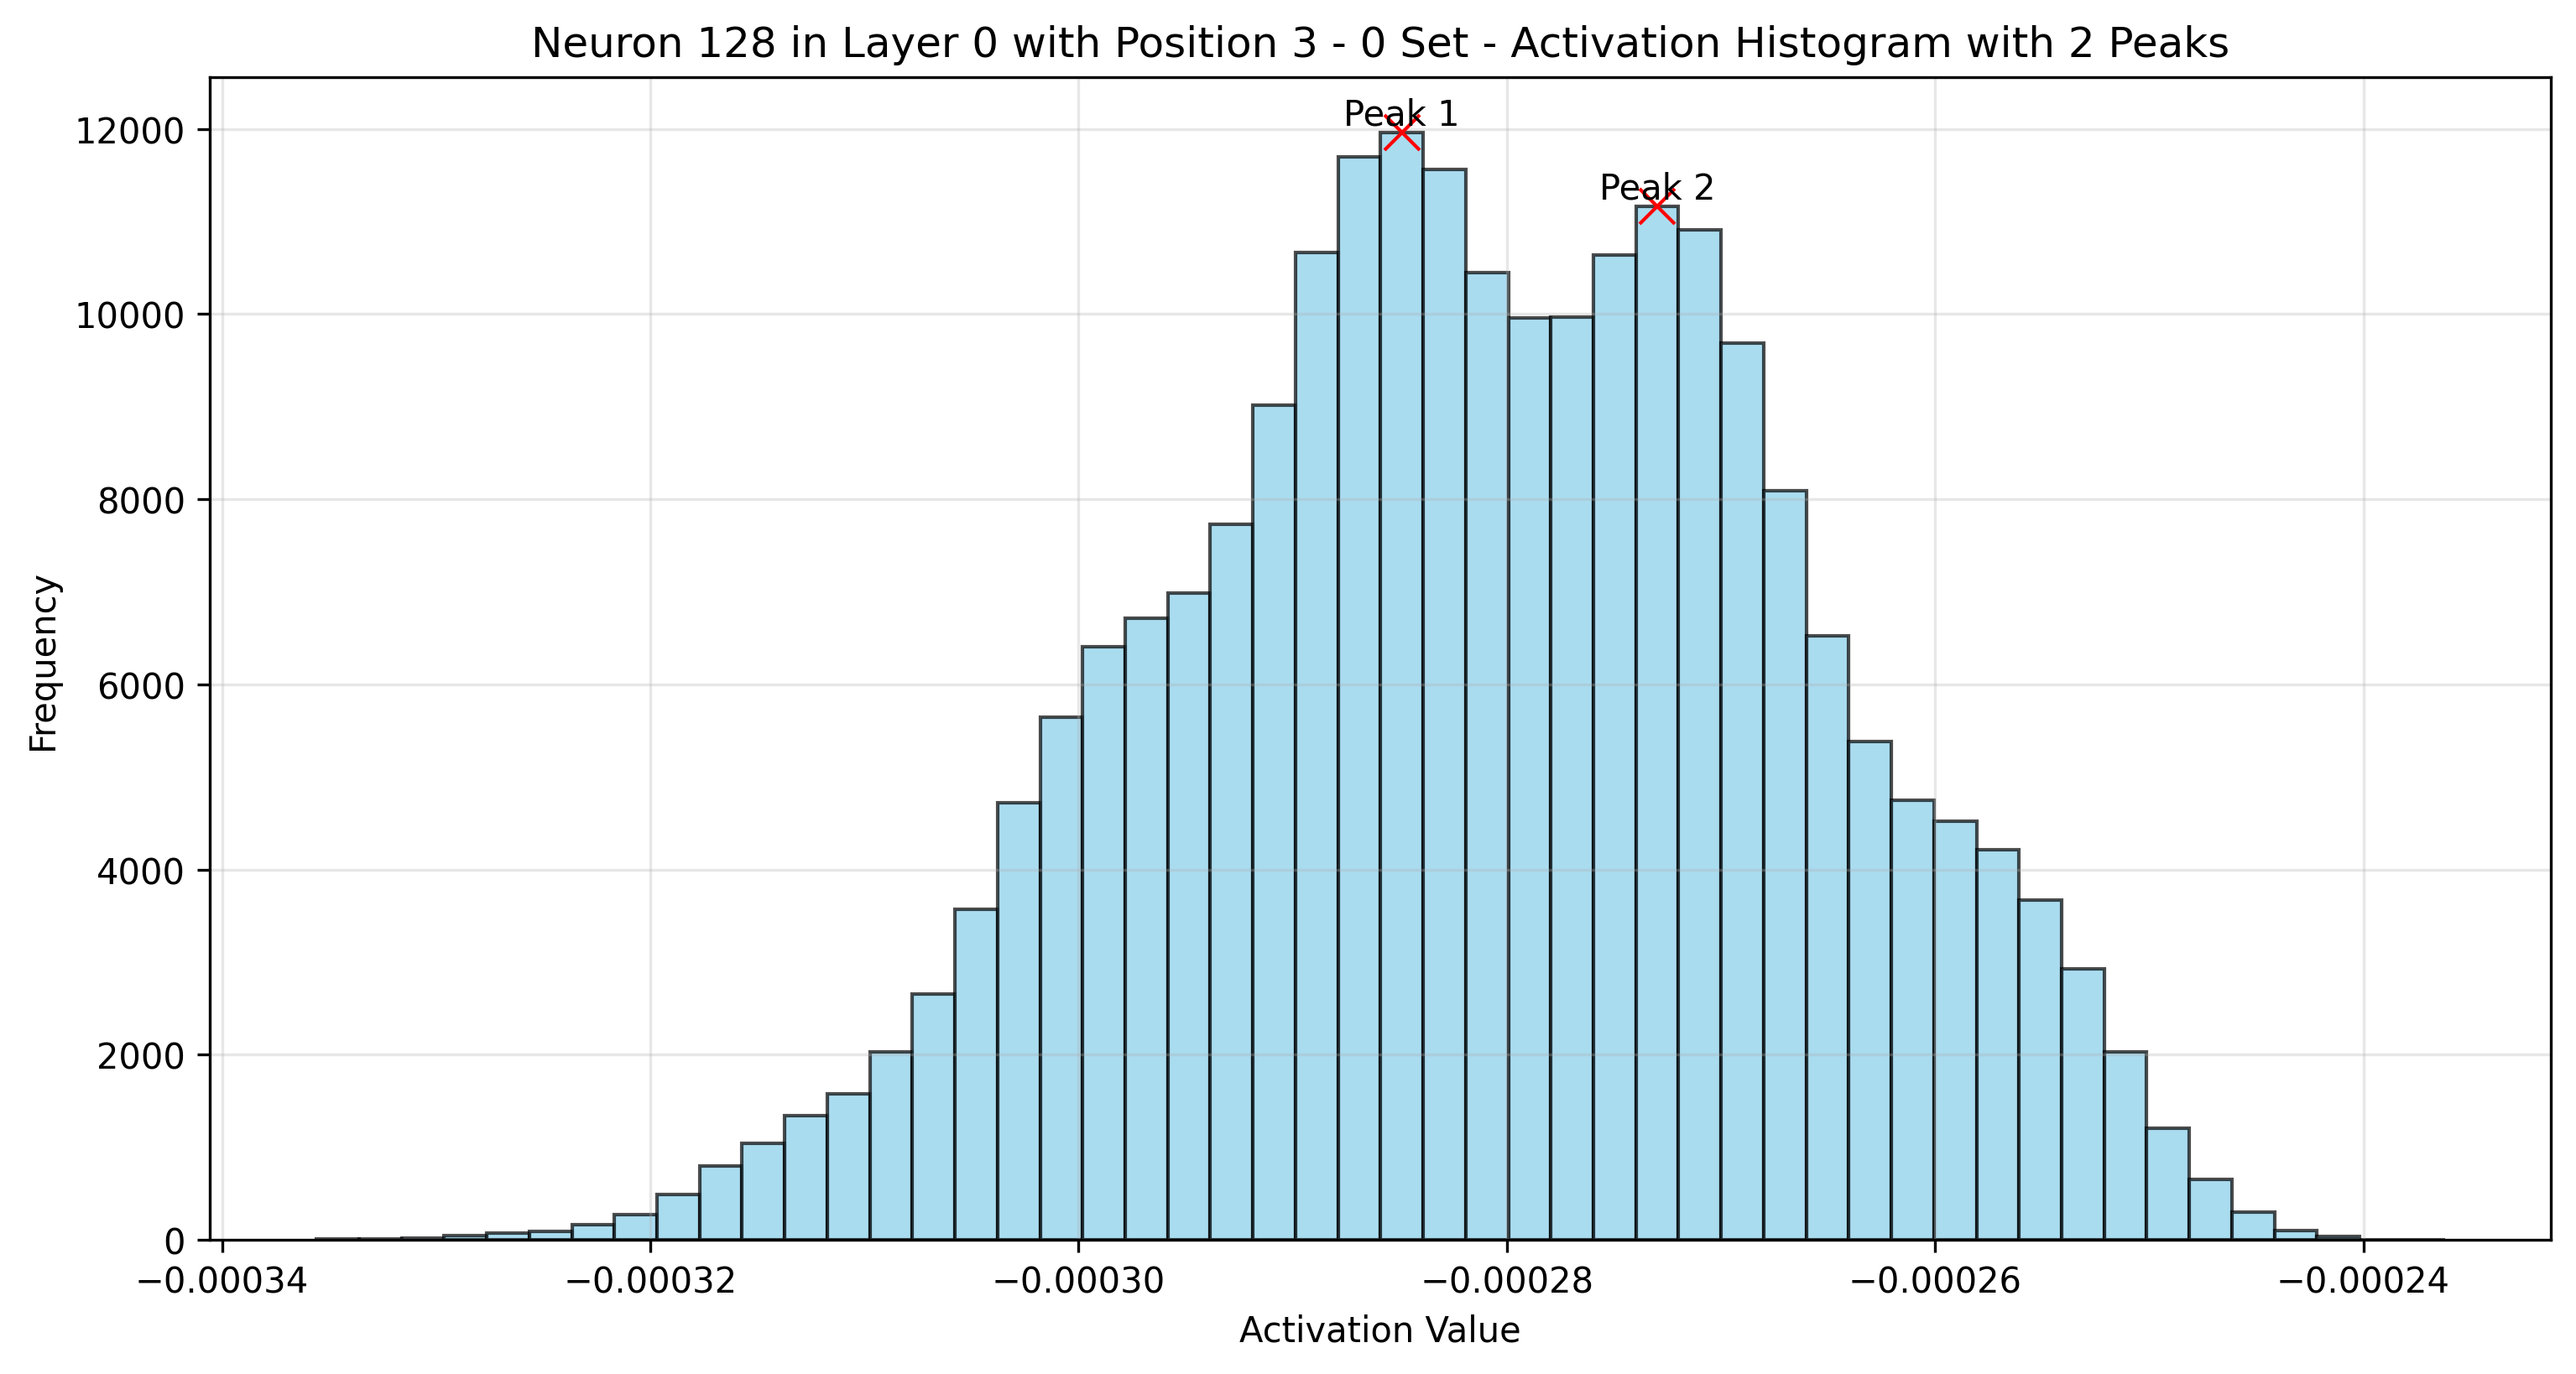 Neuron 128 in Layer 0 with Position 3 - 0 Set - Activation Histogram with 2 Peaks
Peak 1
Peak 2
12000
10000
8000
6000
4000
2000
0
Frequency
−0.00034
−0.00032
−0.00030
−0.00028
−0.00026
−0.00024
Activation Value